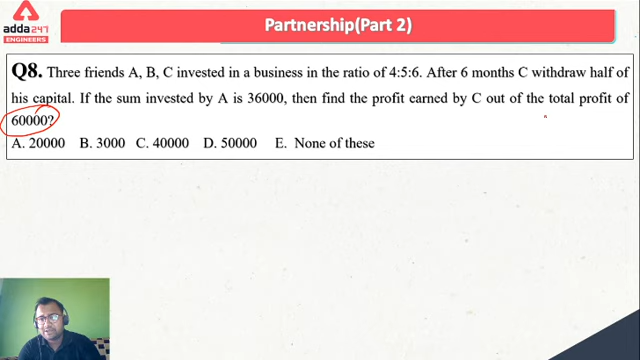 Partnership(Part 2)
adda247
ENGINEERS
Q8. Three friends A, B, C invested in a business in the ratio of 4:5:6. After 6 months C withdraw half of
his capital. If the sum invested by A is 36000, then find the profit earned by C out of the total profit of
60000?
A. 20000 B. 3000 C. 40000 D. 50000 E. None of these